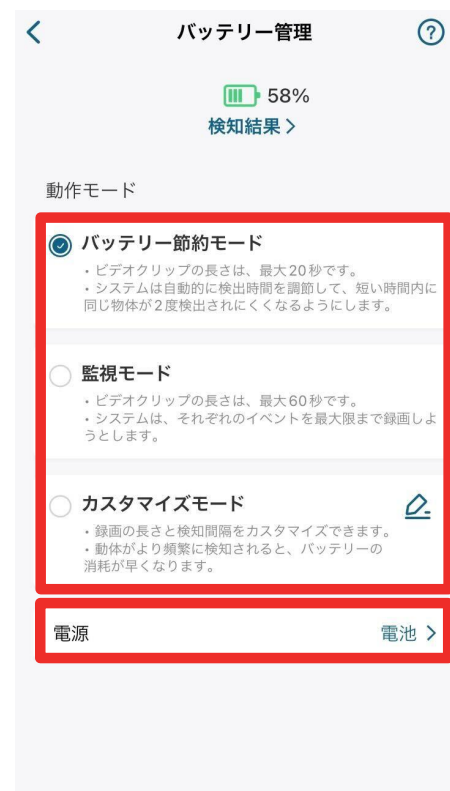 バッテリー管理
58%
検知結果 >
動作モード
バッテリー節約モード
・ビデオクリップの長さは、最大20秒です。
・システムは自動的に検出時間を調節して、短い時間内に
同じ物体が2度検出されにくくなるようにします。
監視モード
・ビデオクリップの長さは、最大60秒です。
・システムは、それぞれのイベントを最大限まで録画しよ
うとします。
カスタマイズモード
・録画の長さと検知間隔をカスタマイズできます。
・動体がより頻繁に検知されると、バッテリーの
消耗が早くなります。
電源 電池 >